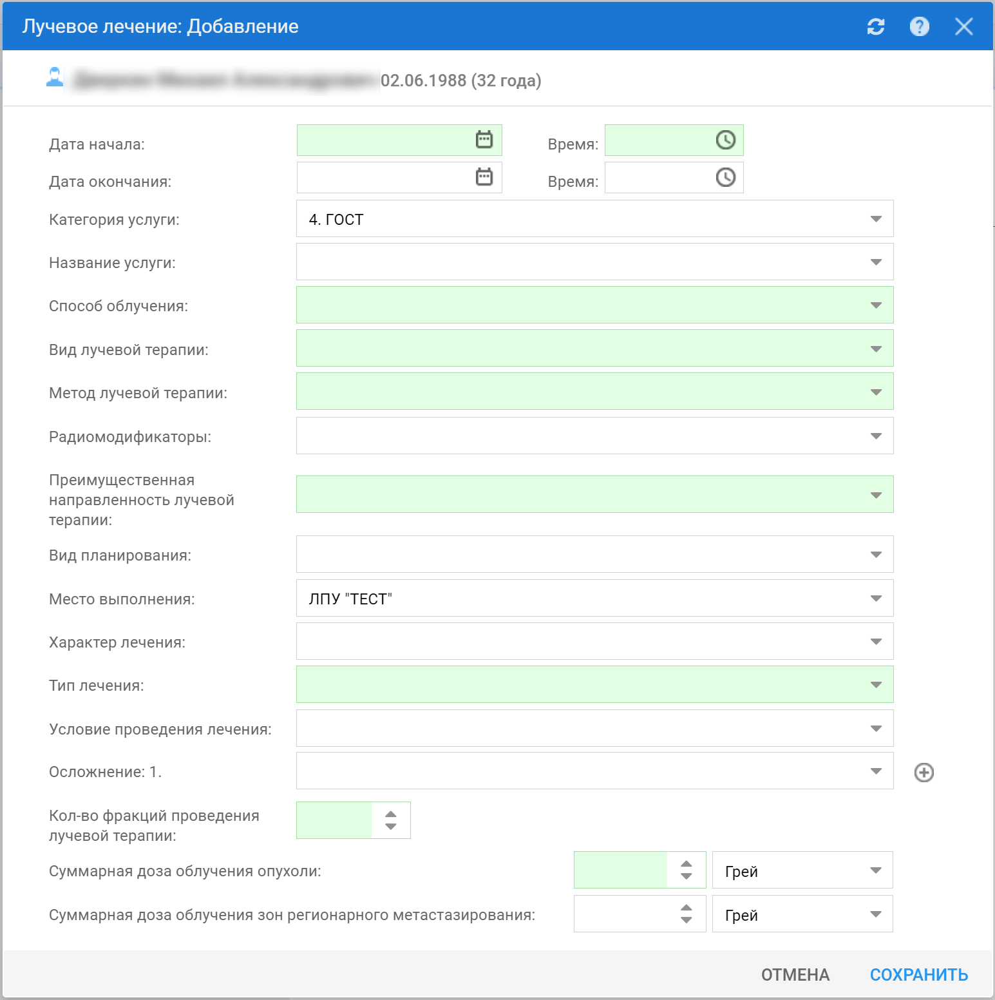 Лучевое лечение: Добавление
02.06.1988 (32 года)
Дата начала: Время:
Дата окончания: Время:
Категория услуги: 4. ГОСТ
Название услуги:
Способ облучения:
Вид лучевой терапии:
Метод лучевой терапии:
Радиомодификаторы:
Преимущественная
направленность лучевой
терапии:
Вид планирования:
Место выполнения: ЛПУ "ТЕСТ"
Характер лечения:
Тип лечения:
Условие проведения лечения:
Осложнение: 1.
Кол-во фракций проведения
лучевой терапии:
Суммарная доза облучения опухоли: Грей
Суммарная доза облучения зон регионарного метастазирования: Грей
ОТМЕНА СОХРАНИТЬ